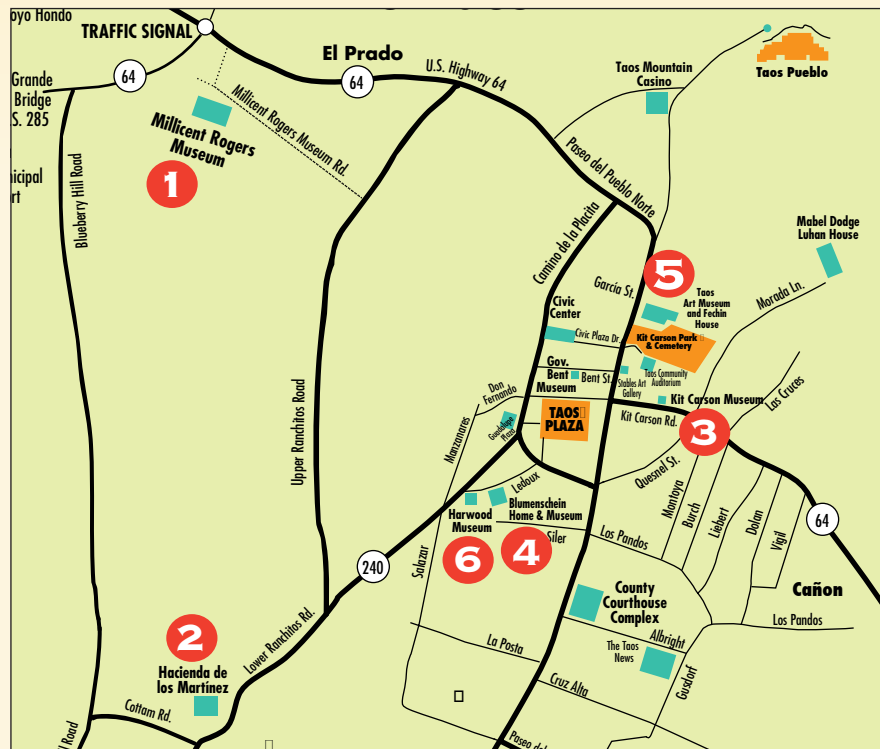 oyo Hondo
TRAFFIC SIGNAL
El Prado
64
64
U.S. Highway 64
Grande
Bridge
S. 285
nicipal
rt
Millicent Rogers
Museum
Millicent Rogers Museum Rd.
1
Blueberry Hill Road
Taos Mountain
Casino
Taos Pueblo
Paseo del Pueblo Norte
Camino de la Placita
Mabel Dodge
Luhan House
Morada Ln.
5
García St.
Taos
Art Museum
and Fechin
House
Civic
Center
Civic Plaza Dr.
Kit Carson Park
& Cemetery
Gov.
Bent
Museum
Bent St.
Stables Art
Gallery
Taos Community
Auditorium
Kit Carson Museum
Kit Carson Rd.
3
Las Cruces
Don
Fernando
TAOS
PLAZA
Guadalupe
Plaza
Manzanares
Upper Ranchitos Road
Quesnel St.
Ledoux
Harwood
Museum
6
Blumenschein
Home & Museum
4
Siler
Los Pandos
Montoya
Burch
Liebert
Dolan
Vigil
64
Cañon
Los Pandos
240
Salazar
County
Courthouse
Complex
Albright
The Taos
News
Gusdorf
La Posta
Cruz Alta
Paseo del
2
Hacienda de
los Martínez
Lower Ranchitos Rd.
Cottam Rd.
l Road